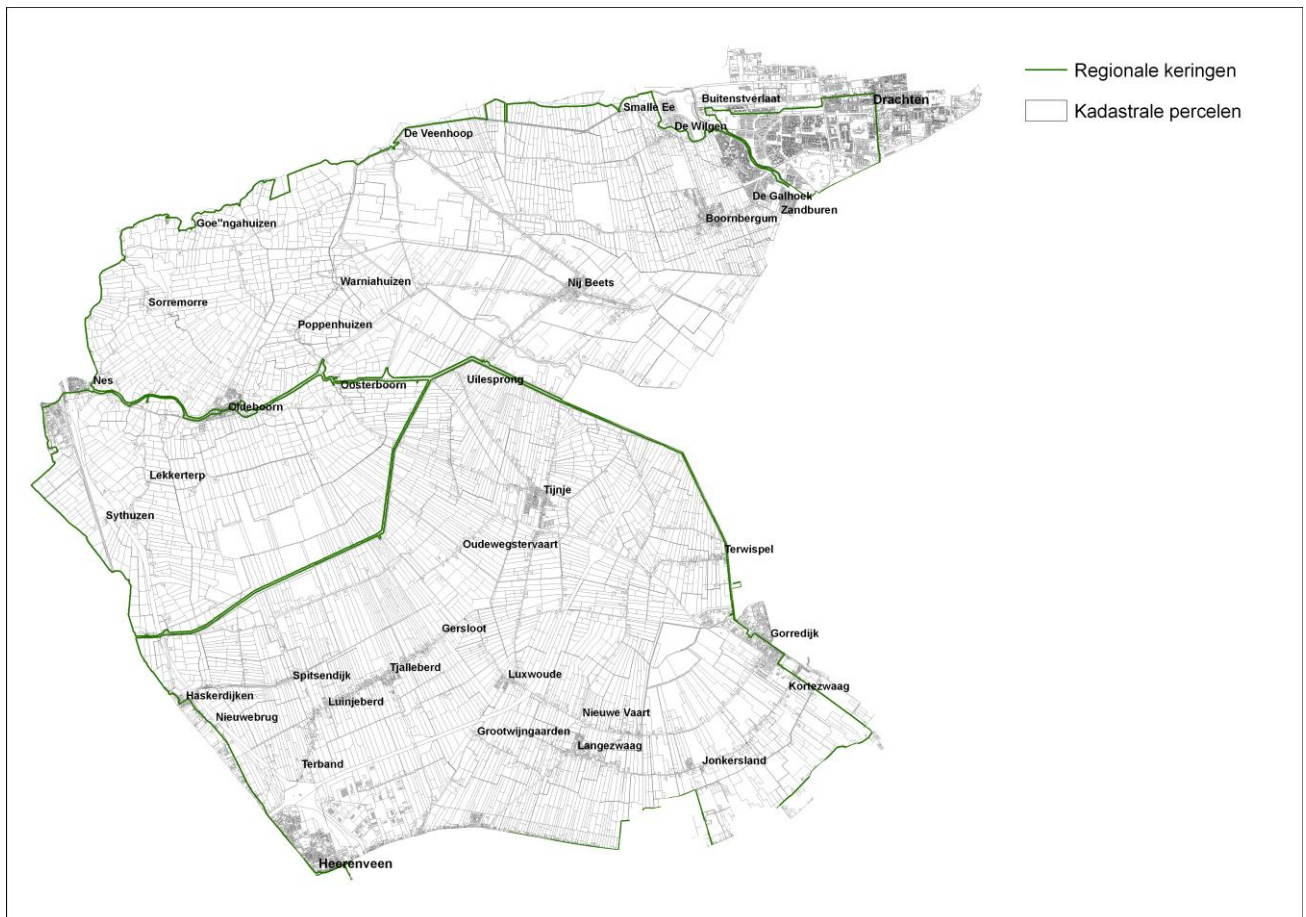 Regionale keringen
Kadastrale percelen
Buitenstverlaat
Drachten
Smalle Ee
De Wilgen
De Veenhoop
De Galhoek
Zandburen
Boornbergum
Goe"ngahuizen
Warniahuizen
Nij Beets
Sorremorre
Poppenhuizen
Nes
Oosterboorn
Uilesprong
Oldeboorn
Lekkerterp
Tijnje
Sythuzen
Oudewegstervaart
Terwispel
Gersloot
Gorredijk
Tjalleberd
Spitsendijk
Luxwoude
Kortezwaag
Haskerdijken
Luinjeberd
Nieuwebrug
Nieuwe Vaart
Grootwijngaarden
Langezwaag
Terband
Jonkersland
Heerenveen